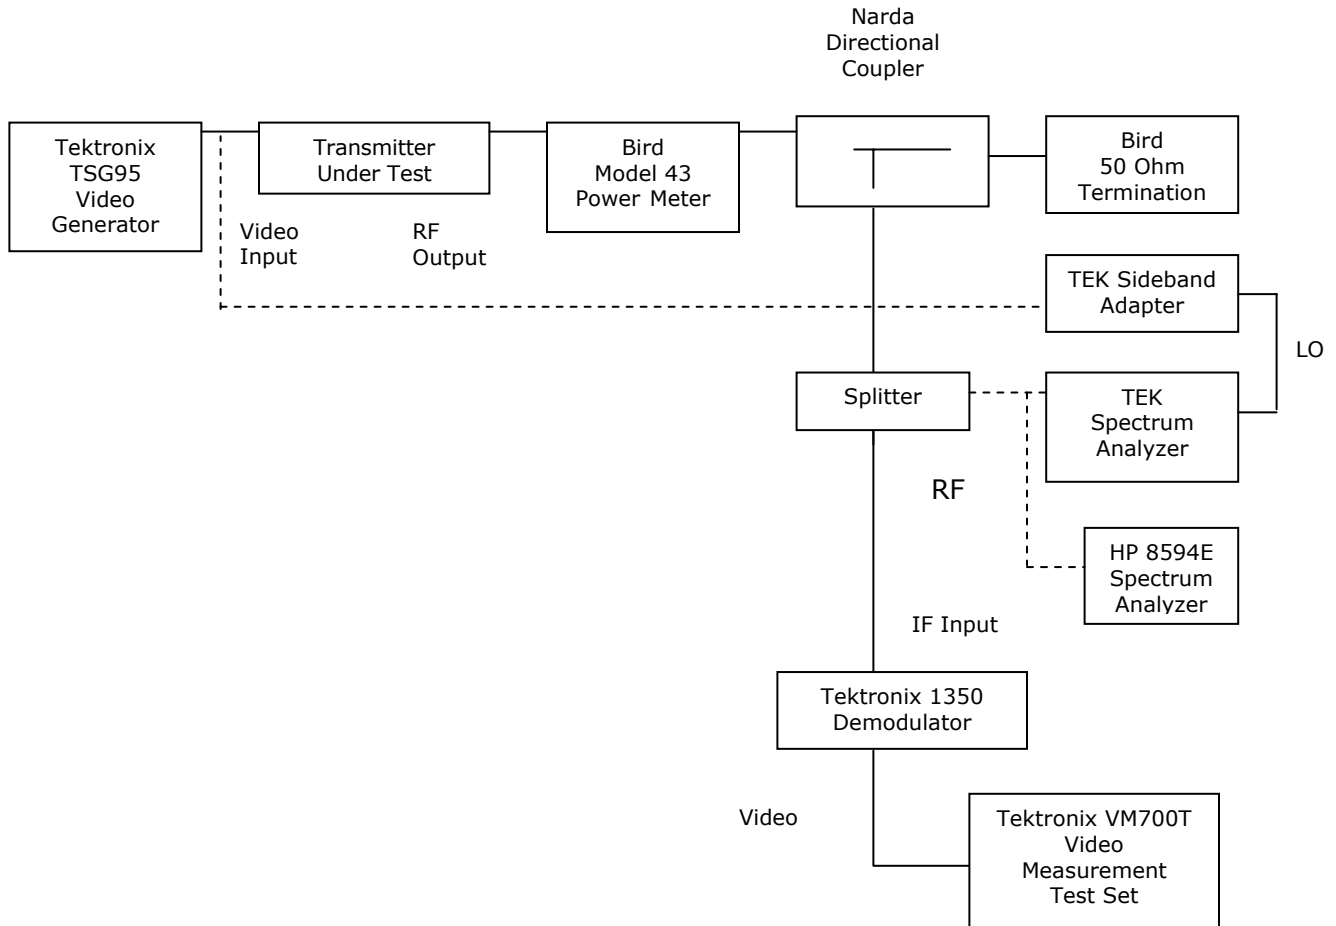 Narda
Directional
Coupler
Tektronix
TSG95
Video
Generator
Transmitter
Under Test
Bird
Model 43
Power Meter
Bird
50 Ohm
Termination
Video
Input
RF
Output
TEK Sideband
Adapter
LO
Splitter
TEK
Spectrum
Analyzer
RF
HP 8594E
Spectrum
Analyzer
IF Input
Tektronix 1350
Demodulator
Video
Tektronix VM700T
Video
Measurement
Test Set